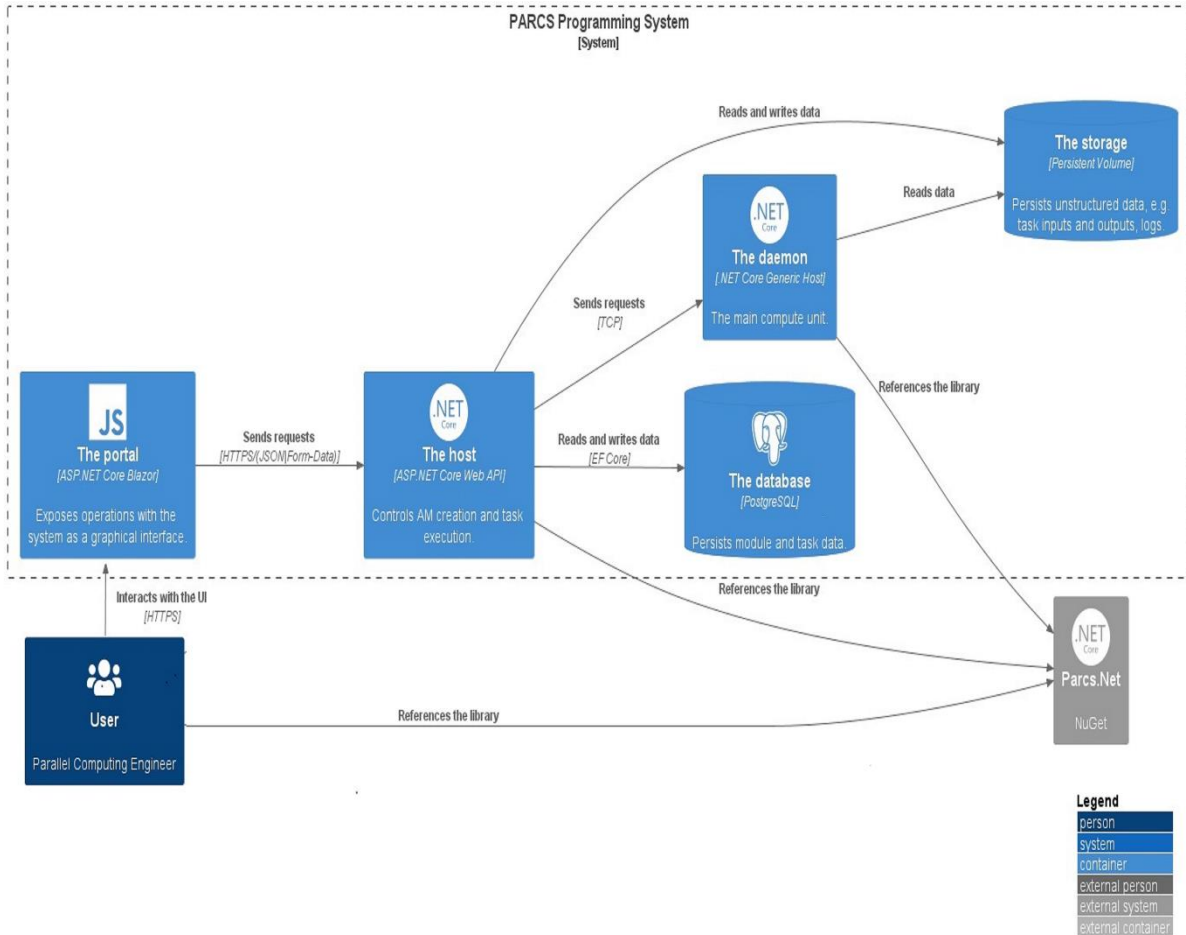 PARCS Programming System
[System]
Reads and writes data
The storage
[Persistent Volume]
Persists unstructured data, e.g.
task inputs and outputs, logs
.NET
Core
The daemon
[.NET Core Generic Host]
The main compute unit.
Reads data
Sends requests
[TCP]
References the library
JS
The portal
[ASP.NET Core Blazor]
Exposes operations with the
system as a graphical interface.
Sends requests
[HTTPS/(JSON|Form-Data)]
.NET
Core
The host
[ASP.NET Core Web API]
Controls AM creation and task
execution.
Reads and writes data
[EF Core]
The database
[PostgreSQL]
Persists module and task data.
References the library
Interacts with the UI
[HTTPS]
User
Parallel Computing Engineer
References the library
.NET
Core
Parcs.Net
NuGet
Legend
person
system
container
external person
external system
external container